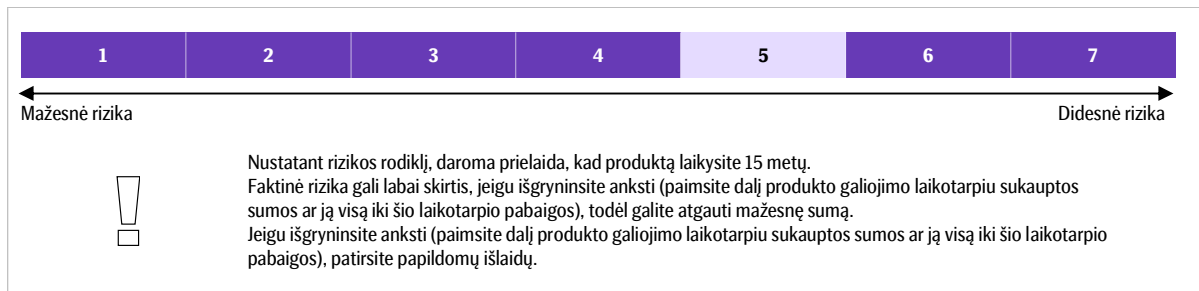 1 2 3 4 5 6 7
Mažesnė rizika Didesnė rizika
Nustatant rizikos rodiklį, daroma prielaida, kad produktą laikysite 15 metų.
Faktinė rizika gali labai skirtis, jeigu išgryninsite anksti (paimsite dalį produkto galiojimo laikotarpiu sukauptos
sumos ar ją visą iki šio laikotarpio pabaigos), todėl galite atgauti mažesnę sumą.
Jeigu išgryninsite anksti (paimsite dalį produkto galiojimo laikotarpiu sukauptos sumos ar ją visą iki šio laikotarpio
pabaigos), patirsite papildomų išlaidų.